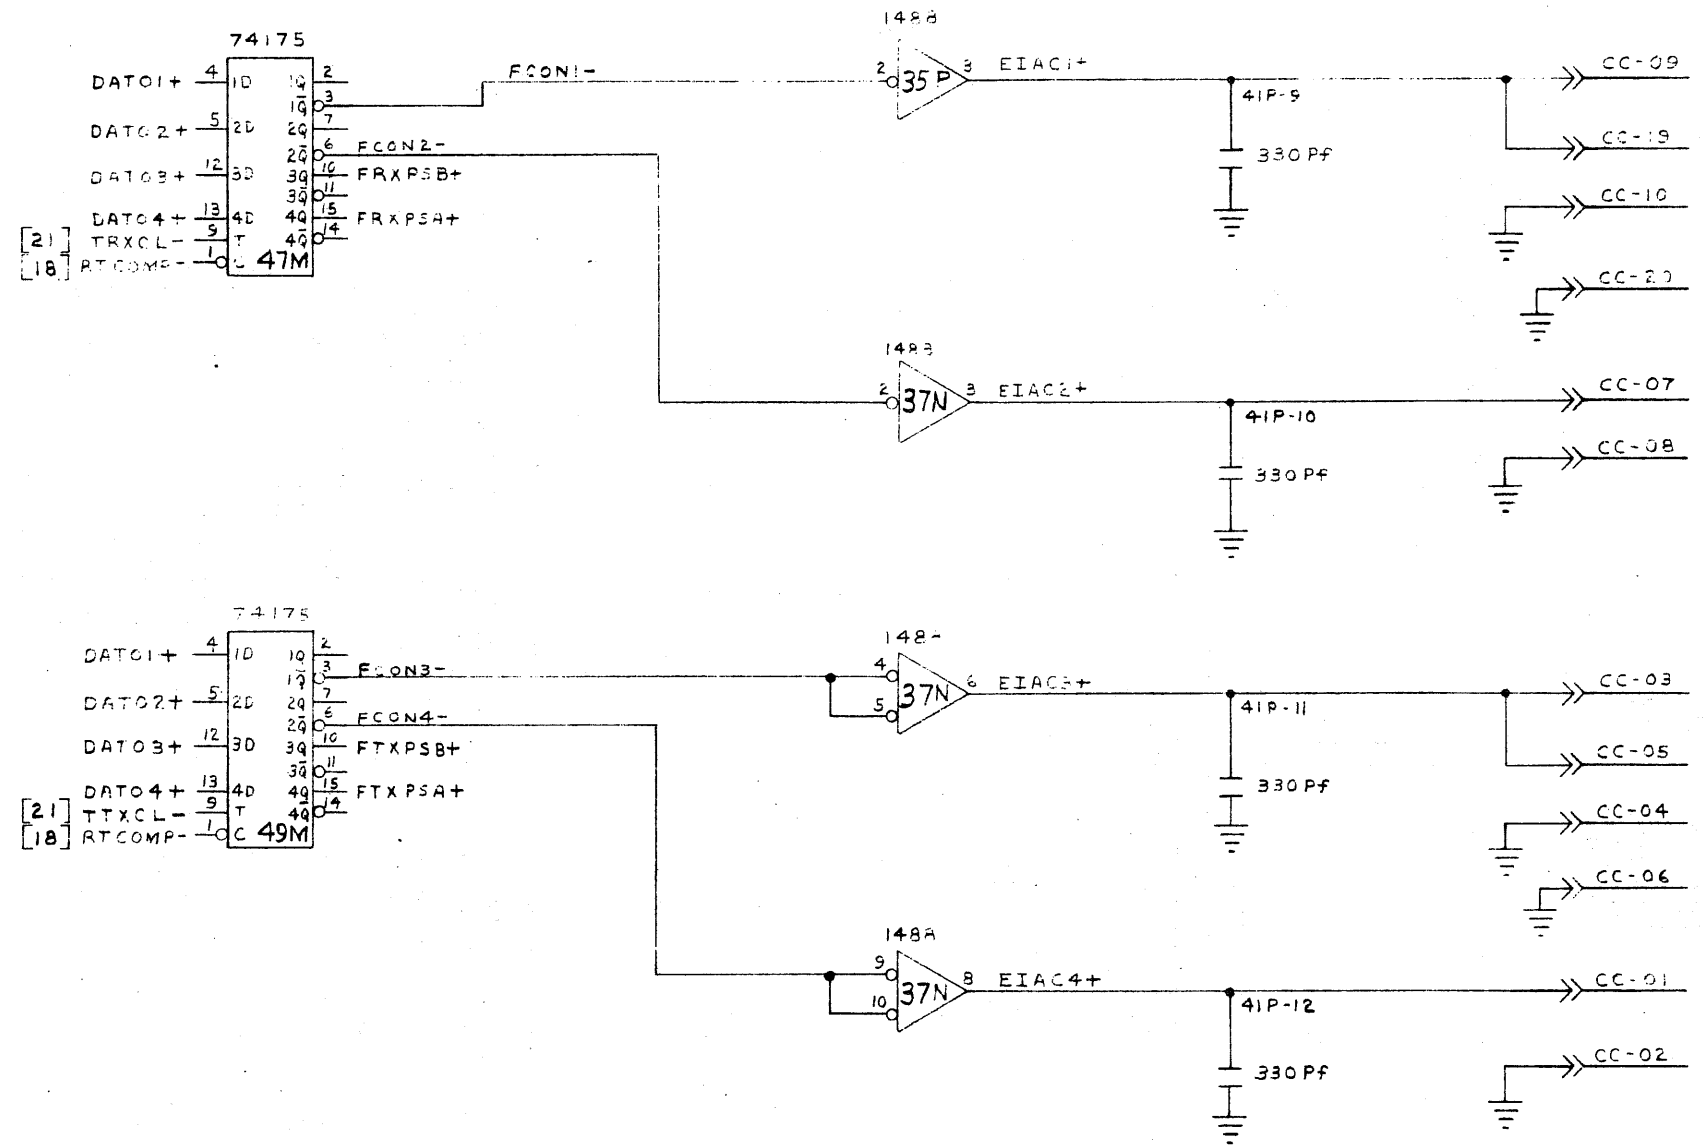 74175
DATO1+ 4 1D 1Q 2
1Q̅ 3 FCON1-
DATO2+ 5 2D 2Q 7
2Q̅ 6 FCON2-
DATO3+ 12 3D 3Q 10 FRXPSB+
3Q̅ 11
DATO4+ 13 4D 4Q 15 FRXPSA+
[21] TRXCL- 9 T 4Q̅ 14
[18] RTCOMP- 1 C 47M
1488
2 35P 3 EIAC1+
41P-9
330Pf
CC-09
CC-19
CC-10
CC-20
1488
2 37N 3 EIAC2+
41P-10
330Pf
CC-07
CC-08
74175
DATO1+ 4 1D 1Q 2
1Q̅ 3 FCON3-
DATO2+ 5 2D 2Q 7
2Q̅ 6 FCON4-
DATO3+ 12 3D 3Q 10 FTXPSB+
3Q̅ 11
DATO4+ 13 4D 4Q 15 FTXPSA+
[21] TTXCL- 9 T 4Q̅ 14
[18] RTCOMP- 1 C 49M
4 5 37N 6 EIAC3+
41P-11
330Pf
CC-03
CC-05
CC-04
CC-06
9 10 37N 8 EIAC4+
41P-12
330Pf
CC-01
CC-02